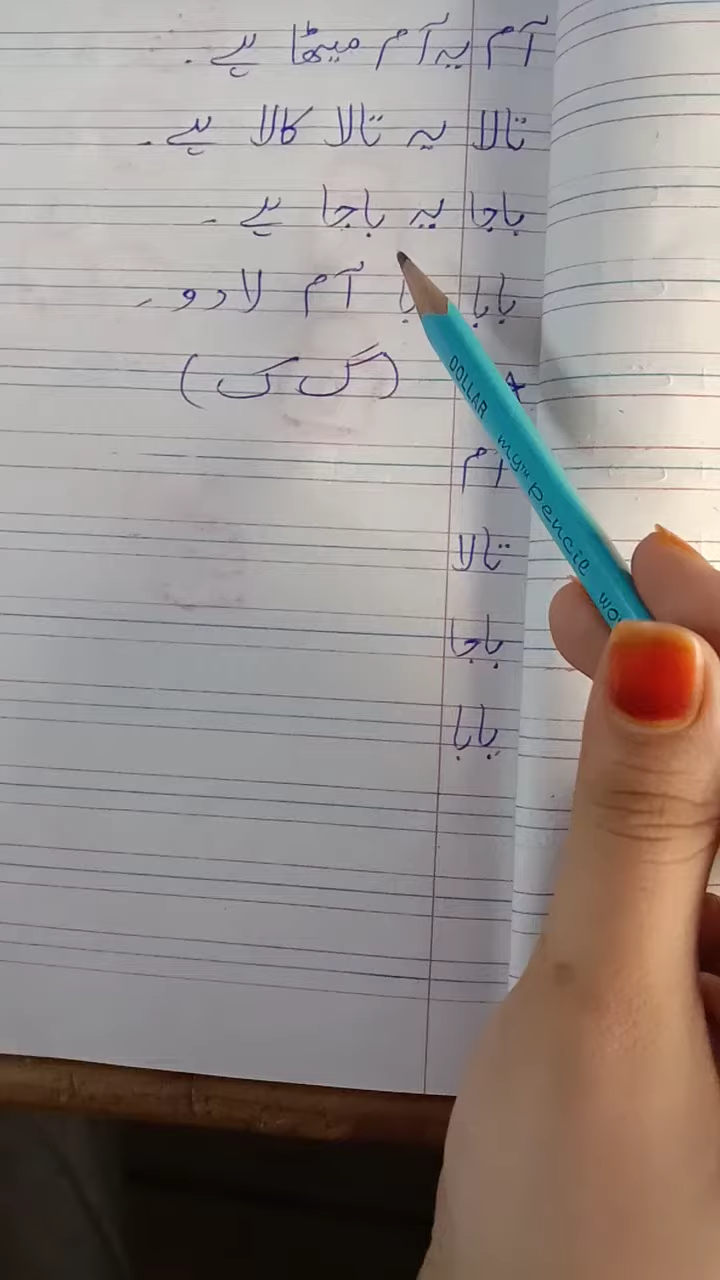 آم یہ آم میٹھا ہے۔
تالا یہ تالا کالا ہے۔
باجا یہ باجا ہے۔
بابا آم لا دو۔
(گ ک)
آم
تالا
باجا
بابا
DOLLAR my™ pencil